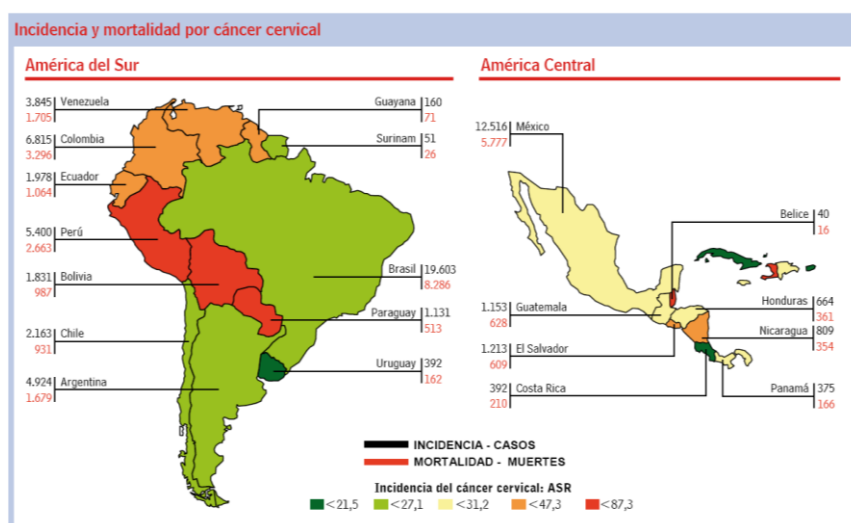 Incidencia y mortalidad por cáncer cervical
América del Sur
3.845 Venezuela
1.705
6.815 Colombia
3.296
1.978 Ecuador
1.064
5.400 Perú
2.663
1.831 Bolivia
987
2.163 Chile
931
4,924 Argentina
1.679
Guayana 160
71
Surinam 51
26
Brasil 19.603
8.286
Paraguay 1.131
513
Uruguay 392
162
América Central
12.516 México
5.777
Belice 40
16
1.153 Guatemala
628
Honduras 664
361
1.213 El Salvador
609
Nicaragua 809
354
392 Costa Rica
210
Panamá 375
166
INCIDENCIA - CASOS
MORTALIDAD - MUERTES
Incidencia del cáncer cervical: ASR
<21,5 <27,1 <31,2 <47,3 <87,3